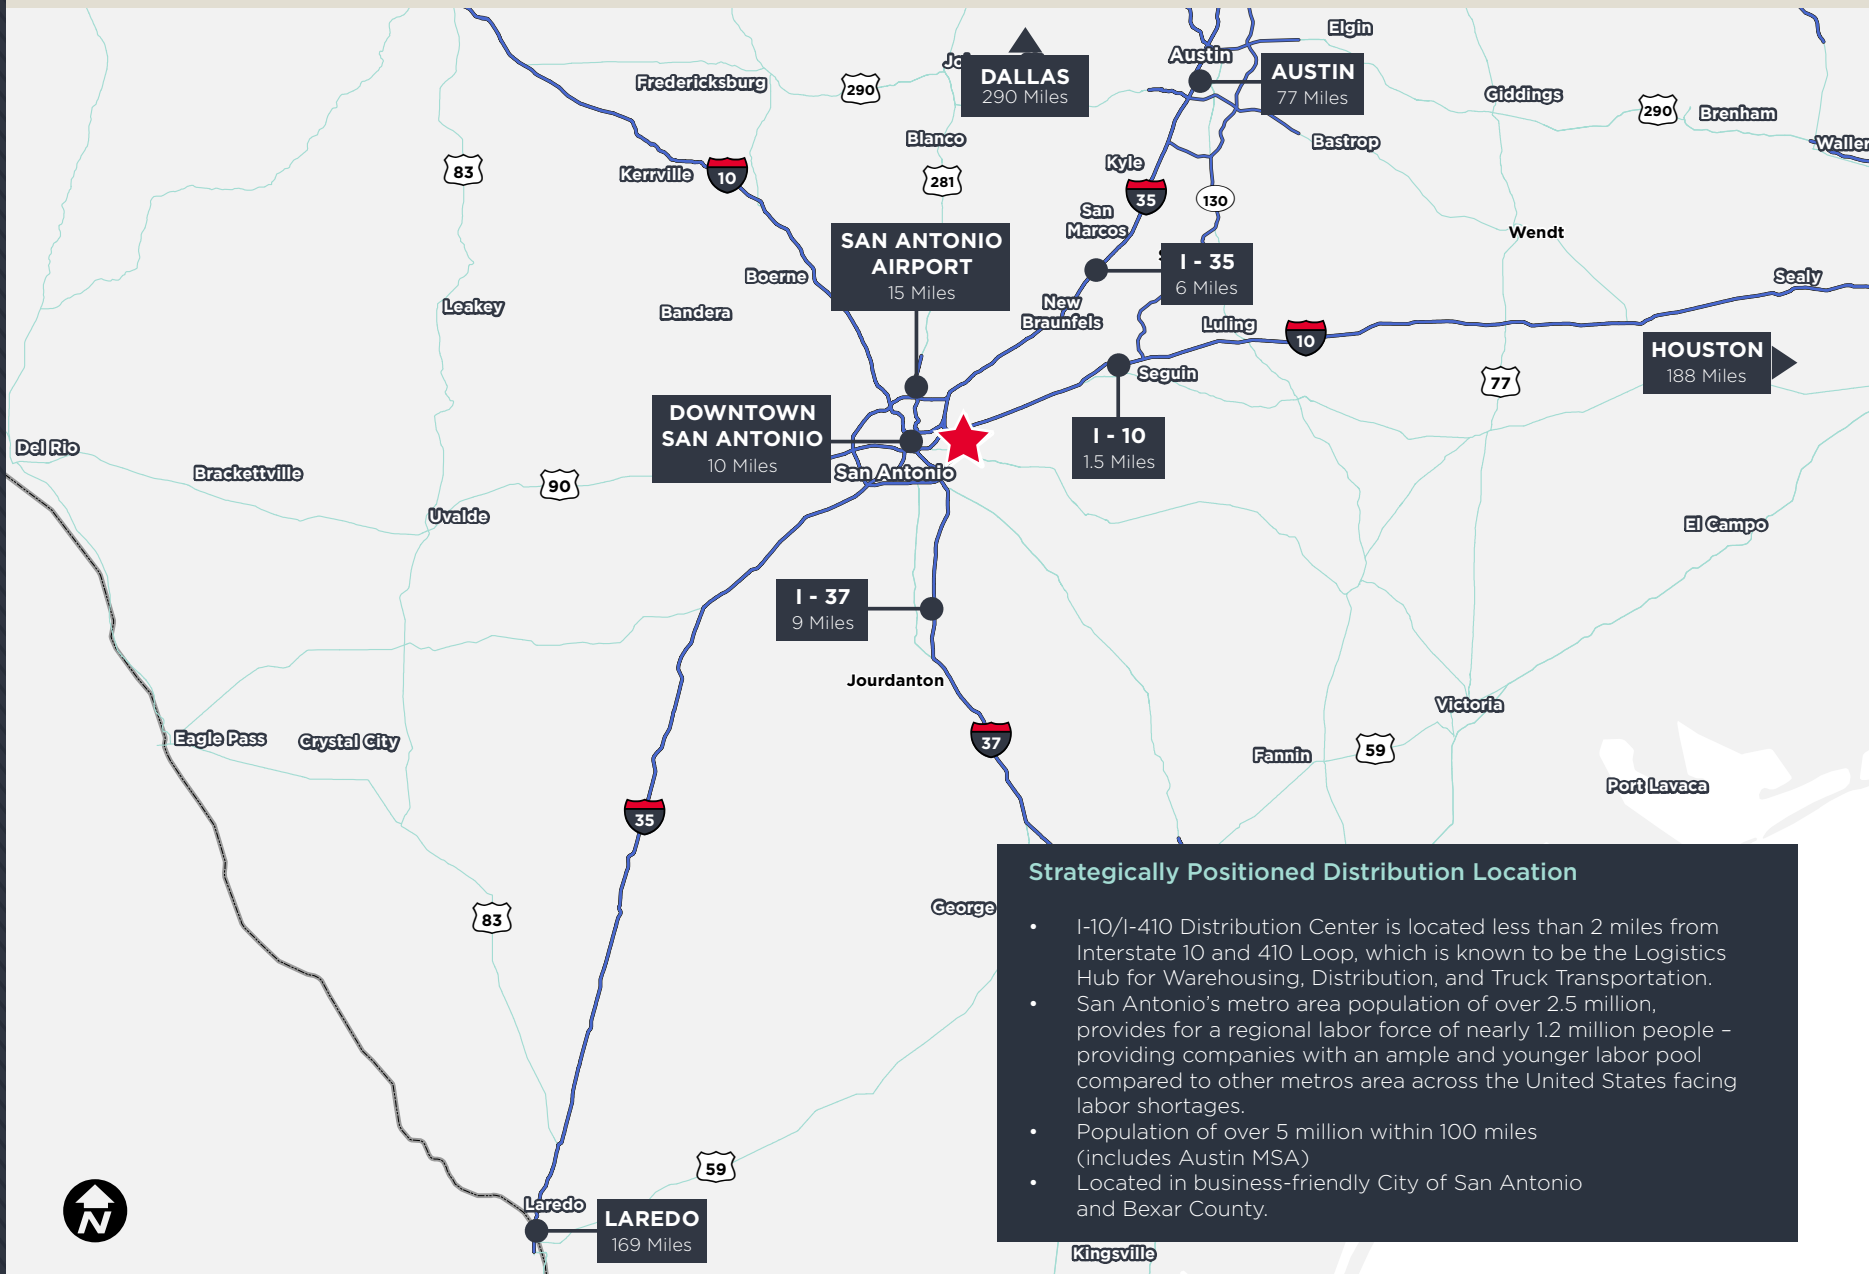 Elgin
Austin
DALLAS
290 Miles
AUSTIN
77 Miles
Fredericksburg
290
Giddings
290
Brenham
Waller
Blanco
Bastrop
83
Kerrville
10
281
Kyle
35
130
San
Marcos
Wendt
SAN ANTONIO
AIRPORT
15 Miles
I - 35
6 Miles
Boerne
Sealy
Leakey
Bandera
New
Braunfels
Luling
10
HOUSTON
188 Miles
Seguin
77
DOWNTOWN
SAN ANTONIO
10 Miles
I - 10
1.5 Miles
Del Rio
Brackettville
90
San Antonio
Uvalde
El Campo
I - 37
9 Miles
Jourdanton
Victoria
Eagle Pass
Crystal City
37
Fannin
59
Port Lavaca
35
83
George
Strategically Positioned Distribution Location
• I-10/I-410 Distribution Center is located less than 2 miles from
Interstate 10 and 410 Loop, which is known to be the Logistics
Hub for Warehousing, Distribution, and Truck Transportation.
• San Antonio’s metro area population of over 2.5 million,
provides for a regional labor force of nearly 1.2 million people –
providing companies with an ample and younger labor pool
compared to other metros area across the United States facing
labor shortages.
• Population of over 5 million within 100 miles
(includes Austin MSA)
• Located in business-friendly City of San Antonio
and Bexar County.
59
N
Laredo
LAREDO
169 Miles
Kingsville